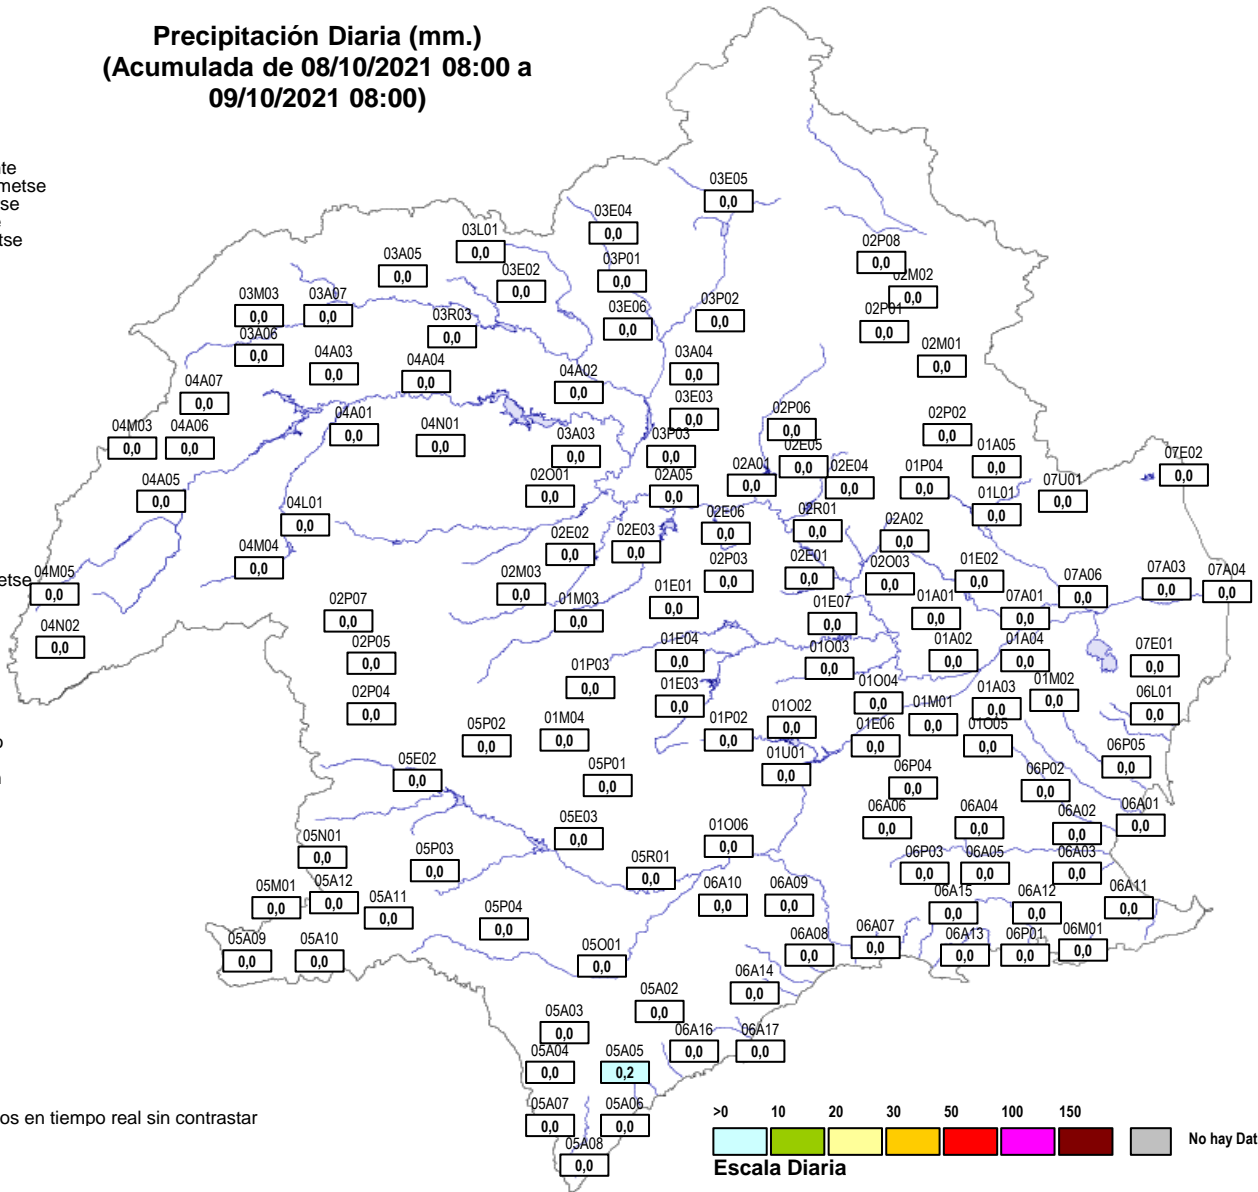 Precipitación Diaria (mm.)
(Acumulada de 08/10/2021 08:00 a
09/10/2021 08:00)
nte
metse
se
e
tse
03E05
0,0
03E04
0,0
03L01
0,0
03A05
0,0
03E02
0,0
03P01
0,0
02P08
0,0
02M02
0,0
03M03
0,0
03A07
0,0
03R03
0,0
03E06
0,0
03P02
0,0
02P01
0,0
03A06
0,0
04A03
0,0
04A04
0,0
04A02
0,0
03A04
0,0
02M01
0,0
04A07
0,0
03E03
0,0
04M03
0,0
04A06
0,0
04A01
0,0
04N01
0,0
03A03
0,0
03P03
0,0
02P06
0,0
02P02
0,0
02E05
0,0
01A05
0,0
07E02
0,0
04A05
0,0
02O01
0,0
02A05
0,0
02A01
0,0
02E04
0,0
01P04
0,0
07U01
0,0
01L01
0,0
04L01
0,0
02E06
0,0
02R01
0,0
02A02
0,0
02E02
0,0
02E03
0,0
04M04
0,0
metse
04M05
0,0
02M03
0,0
02P03
0,0
02E01
0,0
02O03
0,0
01E02
0,0
07A06
0,0
07A03
0,0
07A04
0,0
02P07
0,0
01M03
0,0
01E01
0,0
01E07
0,0
01A01
0,0
07A01
0,0
04N02
0,0
02P05
0,0
01E04
0,0
01O03
0,0
01A02
0,0
01A04
0,0
07E01
0,0
01P03
0,0
01E03
0,0
01O04
0,0
01A03
0,0
01M02
0,0
06L01
0,0
02P04
0,0
05P02
0,0
01M04
0,0
01P02
0,0
01O02
0,0
01M01
0,0
01E06
0,0
01O05
0,0
o
05E02
0,0
05P01
0,0
01U01
0,0
06P04
0,0
06P02
0,0
06P05
0,0
05E03
0,0
01O06
0,0
06A06
0,0
06A04
0,0
06A02
0,0
06A01
0,0
05N01
0,0
05P03
0,0
05R01
0,0
06P03
0,0
06A05
0,0
06A03
0,0
05M01
0,0
05A12
0,0
05A11
0,0
06A10
0,0
06A09
0,0
06A15
0,0
06A12
0,0
06A11
0,0
05P04
0,0
05A09
0,0
05A10
0,0
05O01
0,0
06A08
0,0
06A07
0,0
06A13
0,0
06P01
0,0
06M01
0,0
06A14
0,0
05A02
0,0
05A03
0,0
06A16
0,0
06A17
0,0
05A04
0,0
05A05
0,2
05A07
0,0
05A06
0,0
05A08
0,0
os en tiempo real sin contrastar
>0 10 20 30 50 100 150
No hay Dat
Escala Diaria